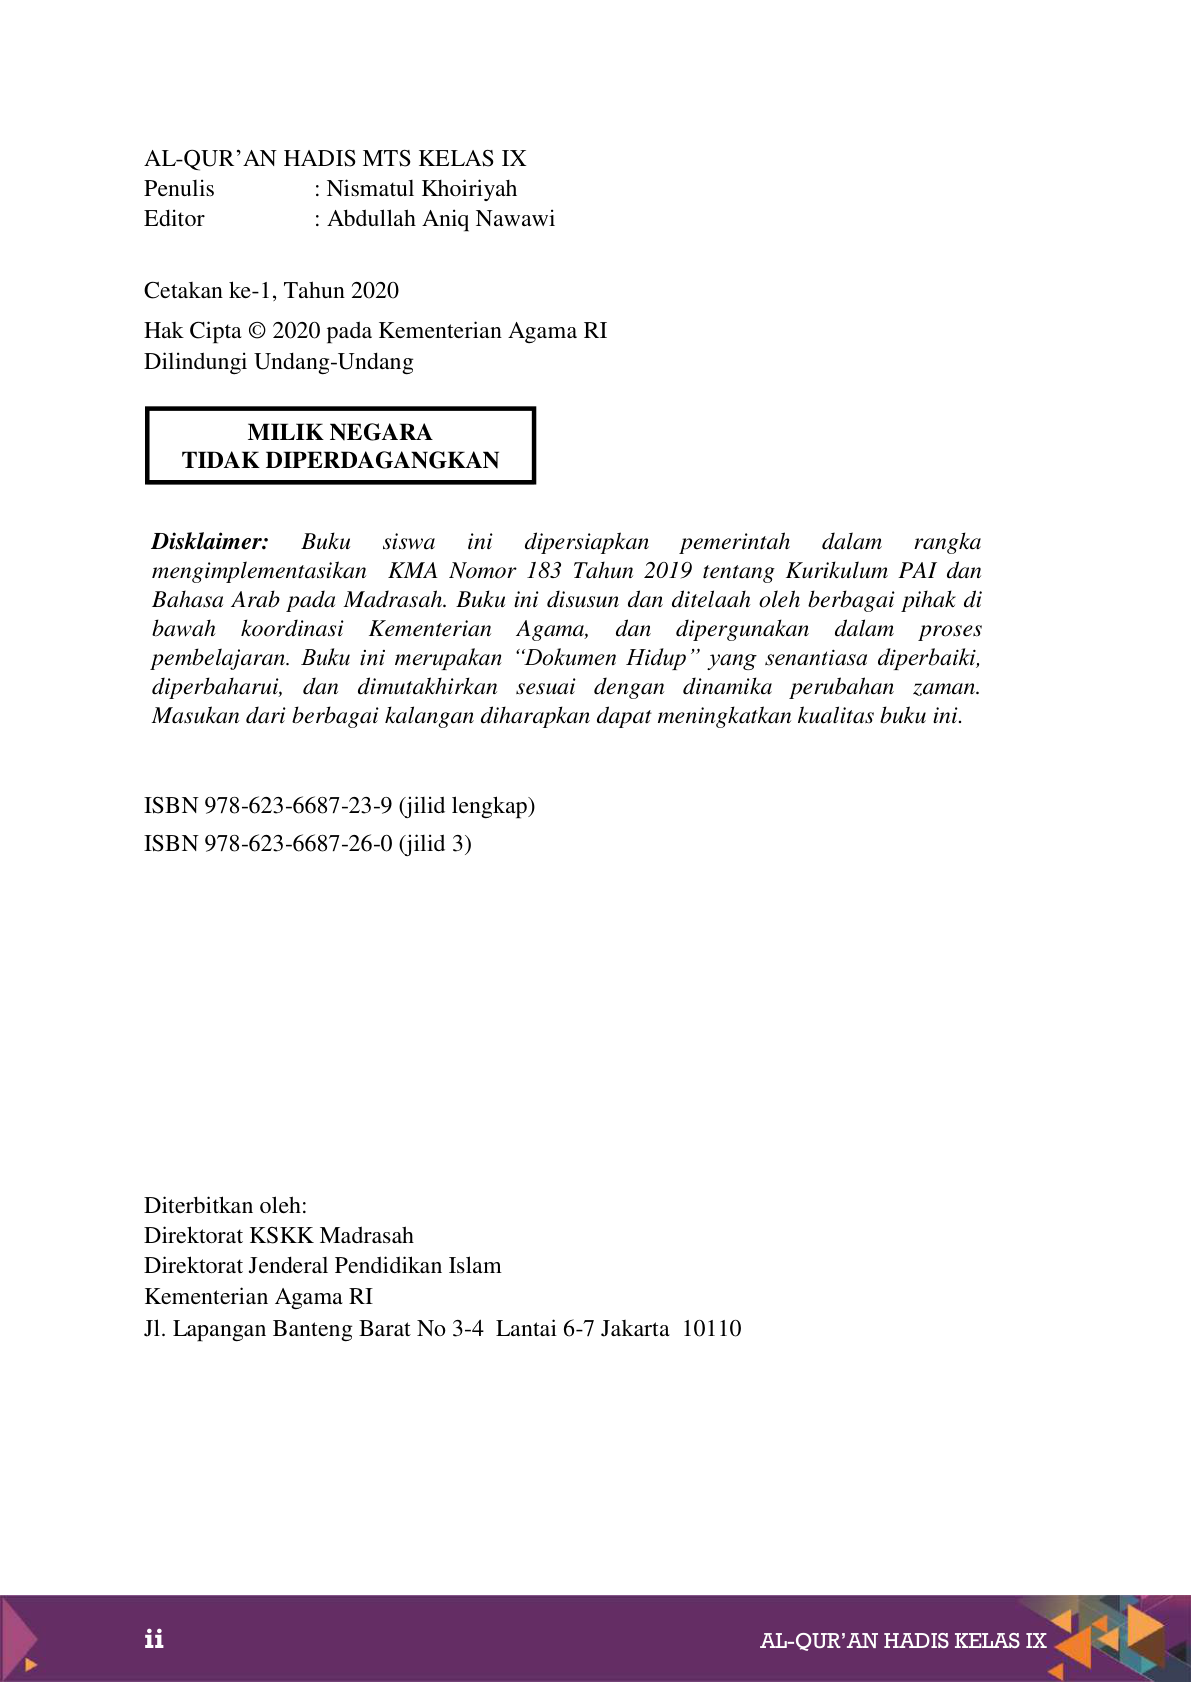 AL-QUR’AN HADIS MTS KELAS IX
Penulis : Nismatul Khoiriyah
Editor : Abdullah Aniq Nawawi
Cetakan ke-1, Tahun 2020
Hak Cipta © 2020 pada Kementerian Agama RI
Dilindungi Undang-Undang
MILIK NEGARA
TIDAK DIPERDAGANGKAN
Disklaimer: Buku siswa ini dipersiapkan pemerintah dalam rangka
mengimplementasikan KMA Nomor 183 Tahun 2019 tentang Kurikulum PAI dan
Bahasa Arab pada Madrasah. Buku ini disusun dan ditelaah oleh berbagai pihak di
bawah koordinasi Kementerian Agama, dan dipergunakan dalam proses
pembelajaran. Buku ini merupakan “Dokumen Hidup” yang senantiasa diperbaiki,
diperbaharui, dan dimutakhirkan sesuai dengan dinamika perubahan zaman.
Masukan dari berbagai kalangan diharapkan dapat meningkatkan kualitas buku ini.
ISBN 978-623-6687-23-9 (jilid lengkap)
ISBN 978-623-6687-26-0 (jilid 3)
Diterbitkan oleh:
Direktorat KSKK Madrasah
Direktorat Jenderal Pendidikan Islam
Kementerian Agama RI
Jl. Lapangan Banteng Barat No 3-4 Lantai 6-7 Jakarta 10110
ii AL-QUR’AN HADIS KELAS IX